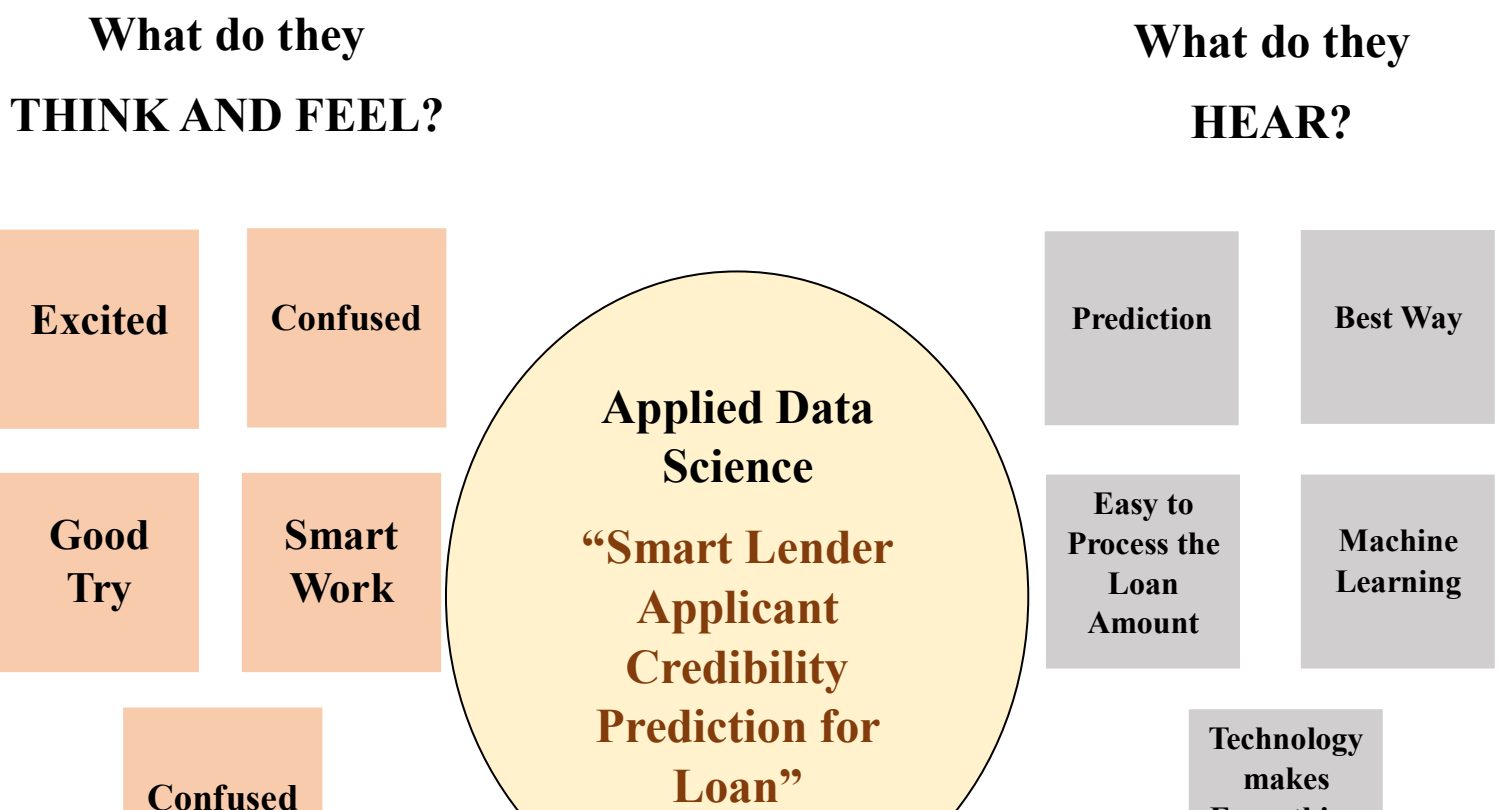 What do they
THINK AND FEEL?
Excited
Confused
Good
Try
Smart
Work
Confused
Applied Data
Science
“Smart Lender
Applicant
Credibility
Prediction for
Loan”
What do they
HEAR?
Prediction
Best Way
Easy to
Process the
Loan
Amount
Machine
Learning
Technology
makes